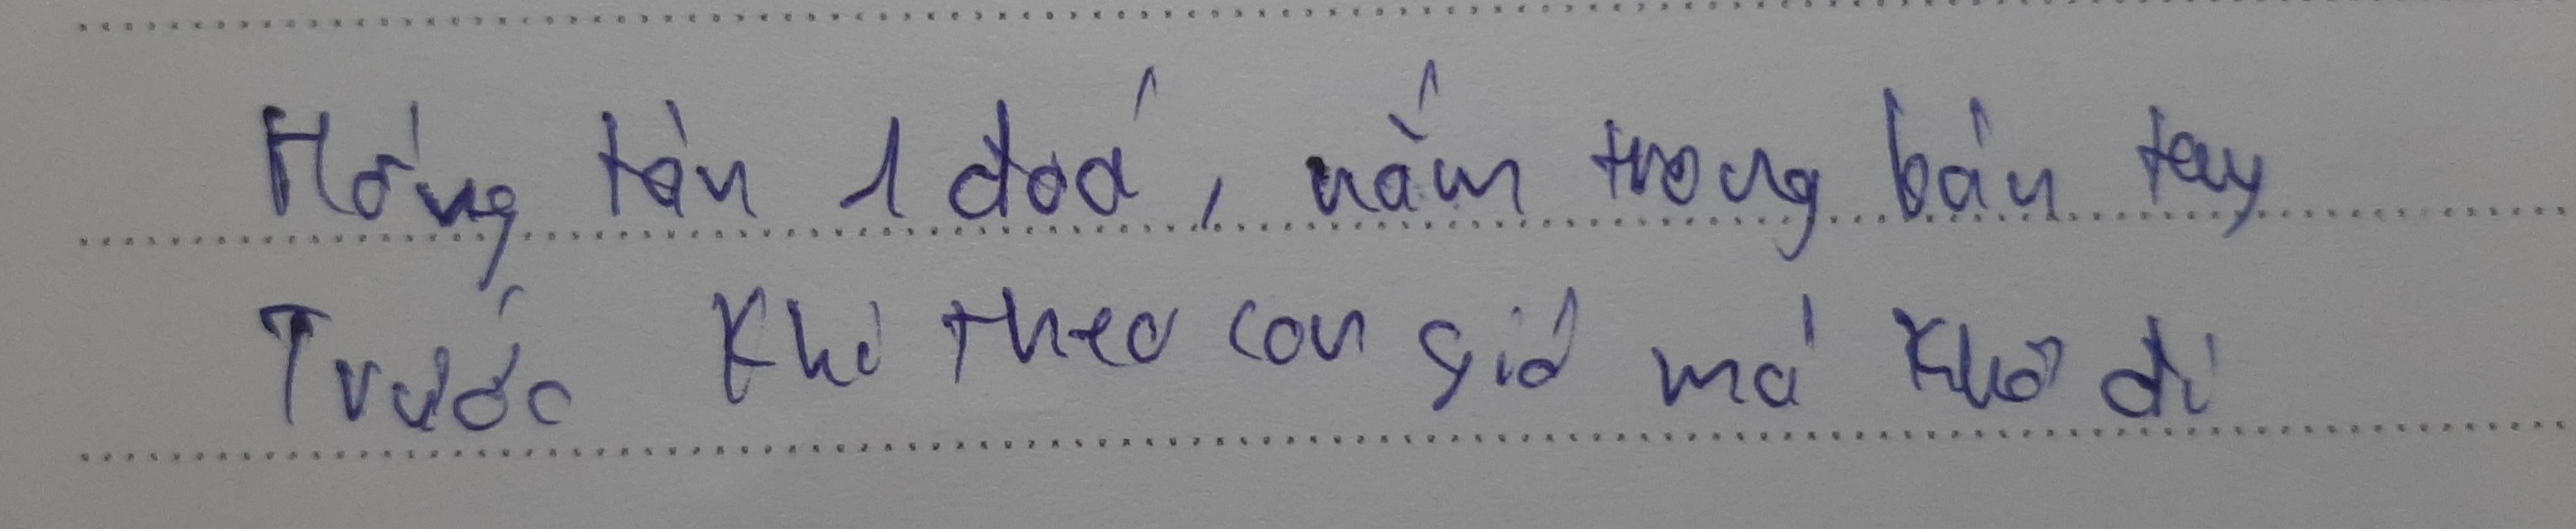 Hồng tàn 1 đoá, nằm trong bàn tay
Trước khi theo con gió mà khô đi